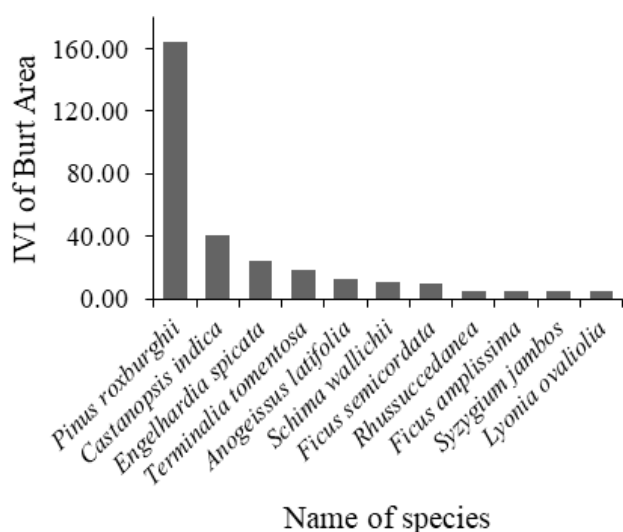 IVI of Burt Area
160.00
120.00
80.00
40.00
0.00
Pinus roxburghii
Castanopsis indica
Engelhardia spicata
Terminalia tomentosa
Anogeissus latifolia
Schima wallichii
Ficus semicordata
Rhussuccedanea
Ficus amplissima
Syzygium jambos
Lyonia ovaliolia
Name of species